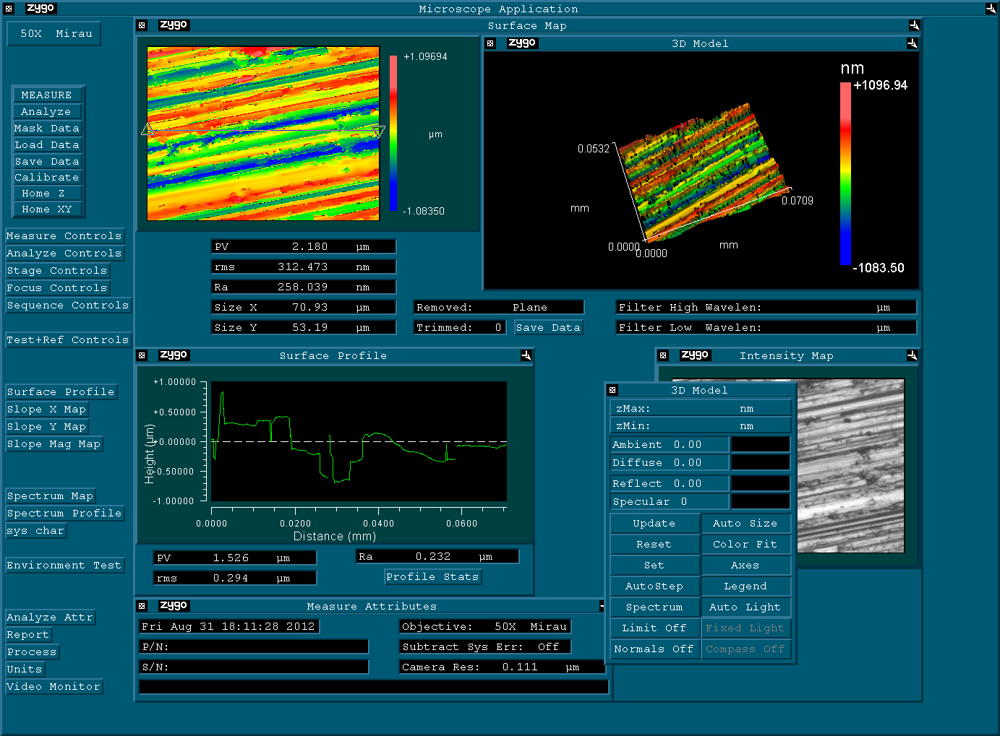 zygo
Microscope Application
50X Mirau
MEASURE
Analyze
Mask Data
Load Data
Save Data
Calibrate
Home Z
Home XY
Measure Controls
Analyze Controls
Stage Controls
Focus Controls
Sequence Controls
Test+Ref Controls
Surface Profile
Slope X Map
Slope Y Map
Slope Mag Map
Spectrum Map
Spectrum Profile
sys char
Environment Test
Analyze Attr
Report
Process
Units
Video Monitor
zygo
Surface Map
+1.09694
µm
-1.08350
zygo
3D Model
nm
+1096.94
-1083.50
0.0532
mm
0.0000
0.0000
mm
0.0709
PV 2.180 µm
rms 312.473 nm
Ra 258.039 nm
Size X 70.93 µm
Size Y 53.19 µm
Removed: Plane
Trimmed: 0
Save Data
Filter High Wavelen: µm
Filter Low Wavelen: µm
zygo
Surface Profile
+1.00000
+0.50000
+0.00000
-0.50000
-1.00000
Height (µm)
0.0000
0.0200
0.0400
0.0600
Distance (mm)
PV 1.526 µm
rms 0.294 µm
Ra 0.232 µm
Profile Stats
zygo
Intensity Map
3D Model
zMax: nm
zMin: nm
Ambient 0.00
Diffuse 0.00
Reflect 0.00
Specular 0
Update
Auto Size
Reset
Color Fit
Set
Axes
AutoStep
Legend
Spectrum
Auto Light
Limit Off
Fixed Light
Normals Off
Compass Off
zygo
Measure Attributes
Fri Aug 31 18:11:28 2012
P/N:
S/N:
Objective: 50X Mirau
Subtract Sys Err: Off
Camera Res: 0.111 µm